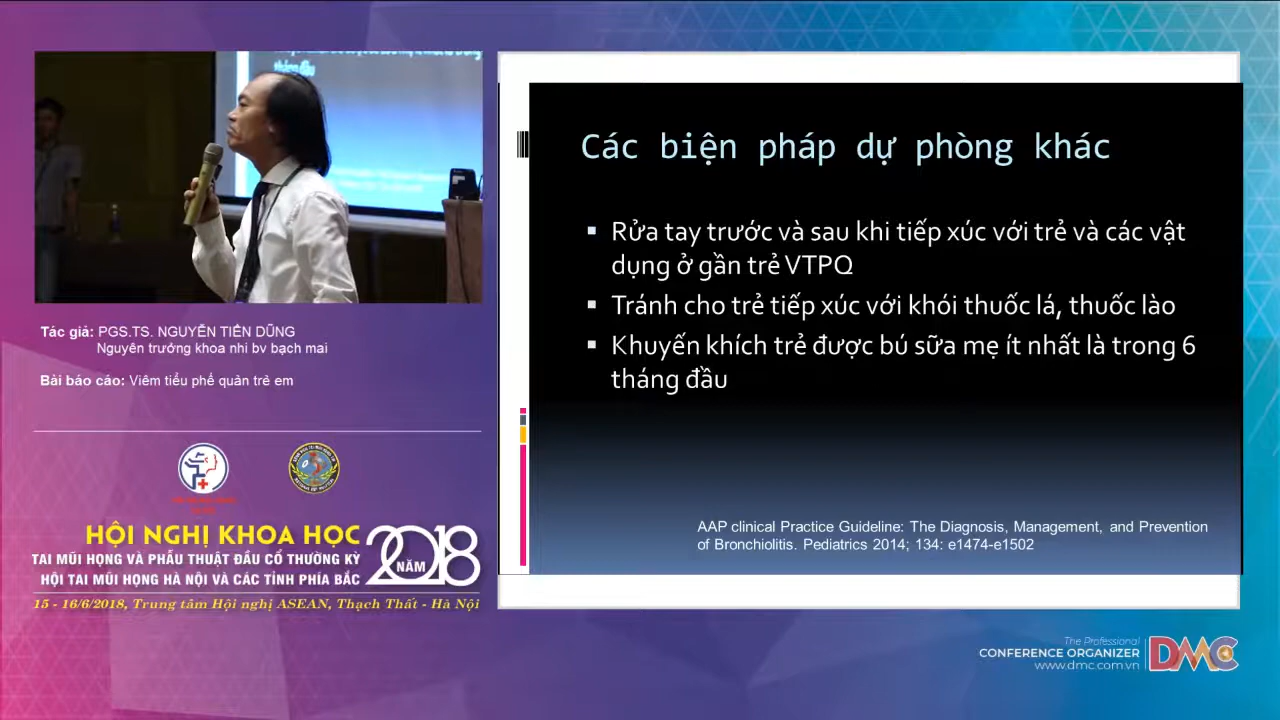 Tác giả: PGS.TS. NGUYỄN TIẾN DŨNG
Nguyên trưởng khoa nhi bv bạch mai
Bài báo cáo: Viêm tiểu phế quản trẻ em
HỘI NGHỊ KHOA HỌC
TAI MŨI HỌNG VÀ PHẪU THUẬT ĐẦU CỔ THƯỜNG KỲ
HỘI TAI MŨI HỌNG HÀ NỘI VÀ CÁC TỈNH PHÍA BẮC
NĂM 2018
15 - 16/6/2018, Trung tâm Hội nghị ASEAN, Thạch Thất - Hà Nội
Các biện pháp dự phòng khác
▪ Rửa tay trước và sau khi tiếp xúc với trẻ và các vật
dụng ở gần trẻ VTPQ
▪ Tránh cho trẻ tiếp xúc với khói thuốc lá, thuốc lào
▪ Khuyến khích trẻ được bú sữa mẹ ít nhất là trong 6
tháng đầu
AAP clinical Practice Guideline: The Diagnosis, Management, and Prevention
of Bronchiolitis. Pediatrics 2014; 134: e1474-e1502
The Professional
CONFERENCE ORGANIZER
www.dmc.com.vn
DMC